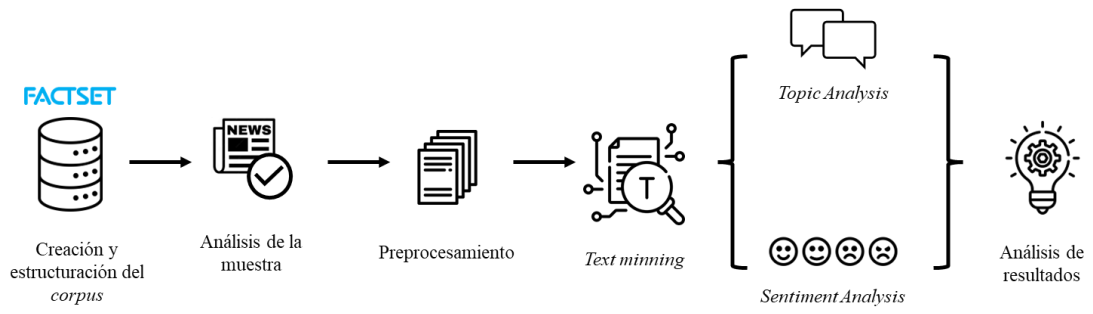 FACTSET
Creación y
estructuración del
corpus
NEWS
Análisis de la
muestra
Preprocesamiento
T
Text minning
Topic Analysis
Sentiment Analysis
Análisis de
resultados